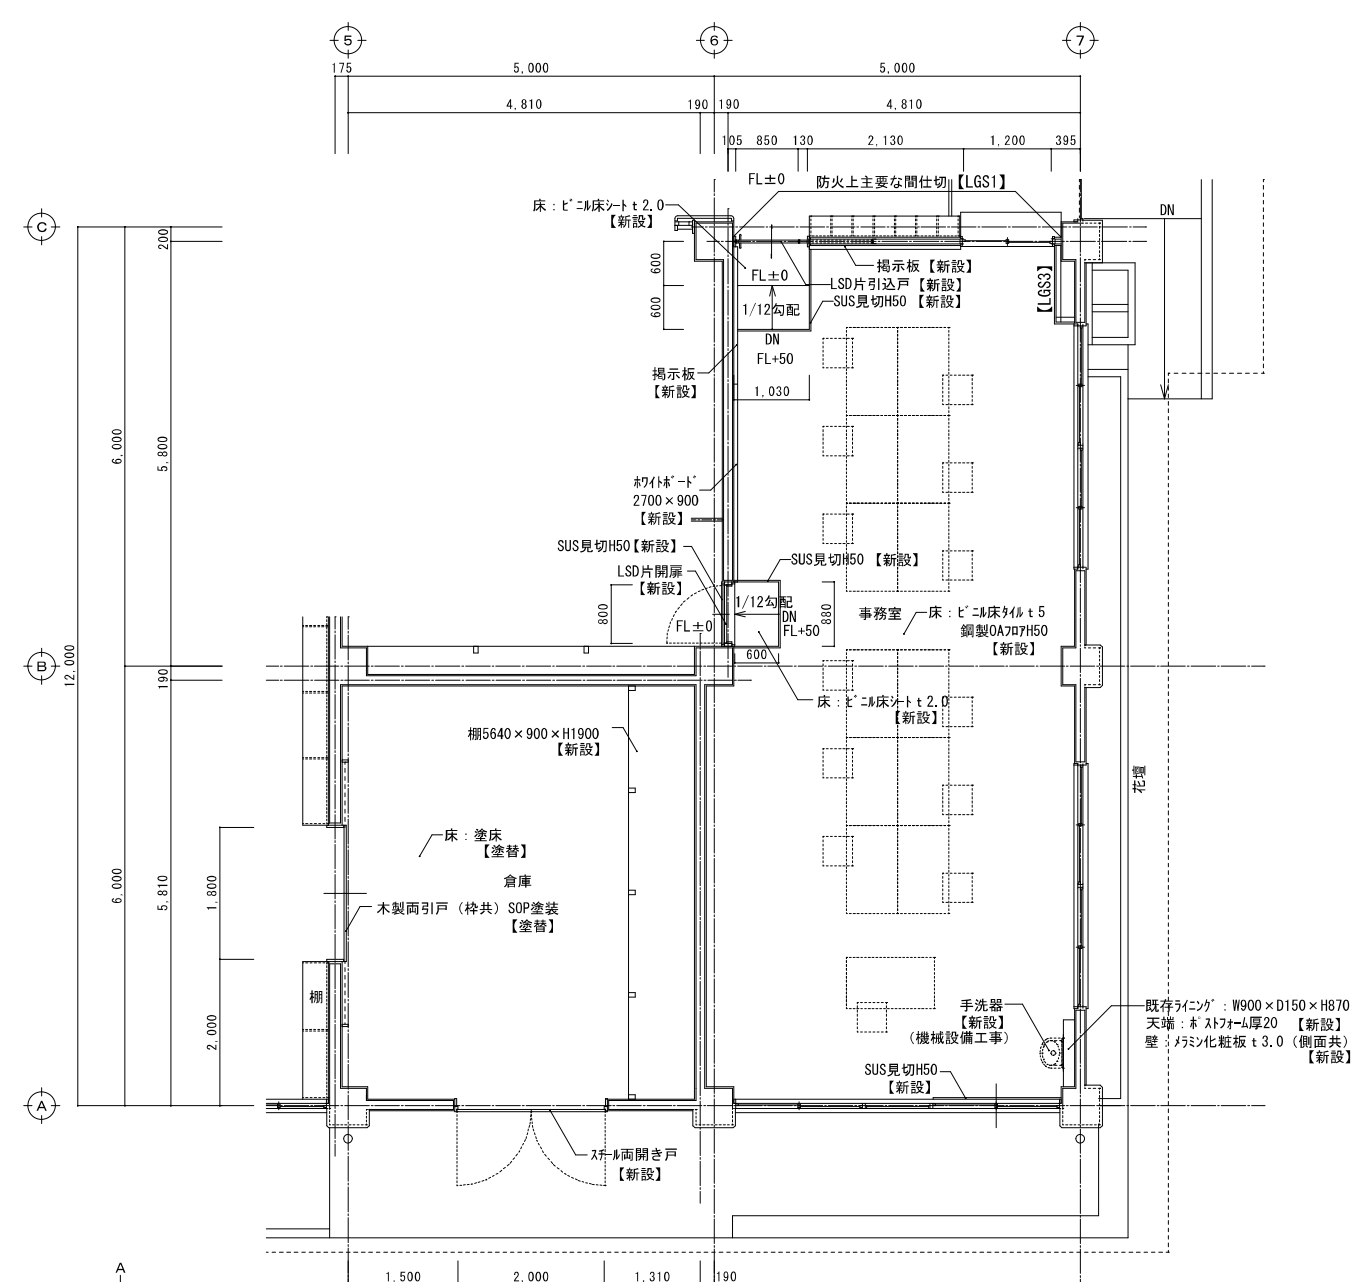 5
6
7
175
5,000
5,000
4,810
190
190
4,810
105
850
130
2,130
1,200
395
FL±0
防火上主要な間仕切【LGS1】
床：ﾋﾞﾆﾙ床ｼｰﾄｔ2.0
【新設】
DN
C
200
600
掲示板【新設】
FL±0
LSD片引込戸【新設】
SUS見切H50【新設】
【LGS3】
600
1/12勾配
DN
FL+50
掲示板
【新設】
1,030
6,000
5,800
ﾎﾜｲﾄﾎﾞｰﾄﾞ
2700×900
【新設】
SUS見切H50【新設】
SUS見切H50【新設】
LSD片開扉
【新設】
800
1/12勾配
DN
FL±0
FL+50
880
事務室
床：ﾋﾞﾆﾙ床ﾀｲﾙｔ5
鋼製OAﾌﾛｱH50
【新設】
600
B
12,000
190
床：ﾋﾞﾆﾙ床ｼｰﾄｔ2.0
【新設】
棚5640×900×H1900
【新設】
花壇
床：塗床
【塗替】
倉庫
6,000
5,810
1,800
木製両引戸（枠共）SOP塗装
【塗替】
棚
2,000
手洗器
【新設】
(機械設備工事)
既存ﾗｲﾆﾝｸﾞ：W900×D150×H870
天端：ﾎﾟｽﾄﾌｫｰﾑ厚20【新設】
壁：ﾒﾗﾐﾝ化粧板ｔ3.0（側面共）
【新設】
SUS見切H50
【新設】
A
ｽﾁｰﾙ両開き戸
【新設】
A
1,500
2,000
1,310
190